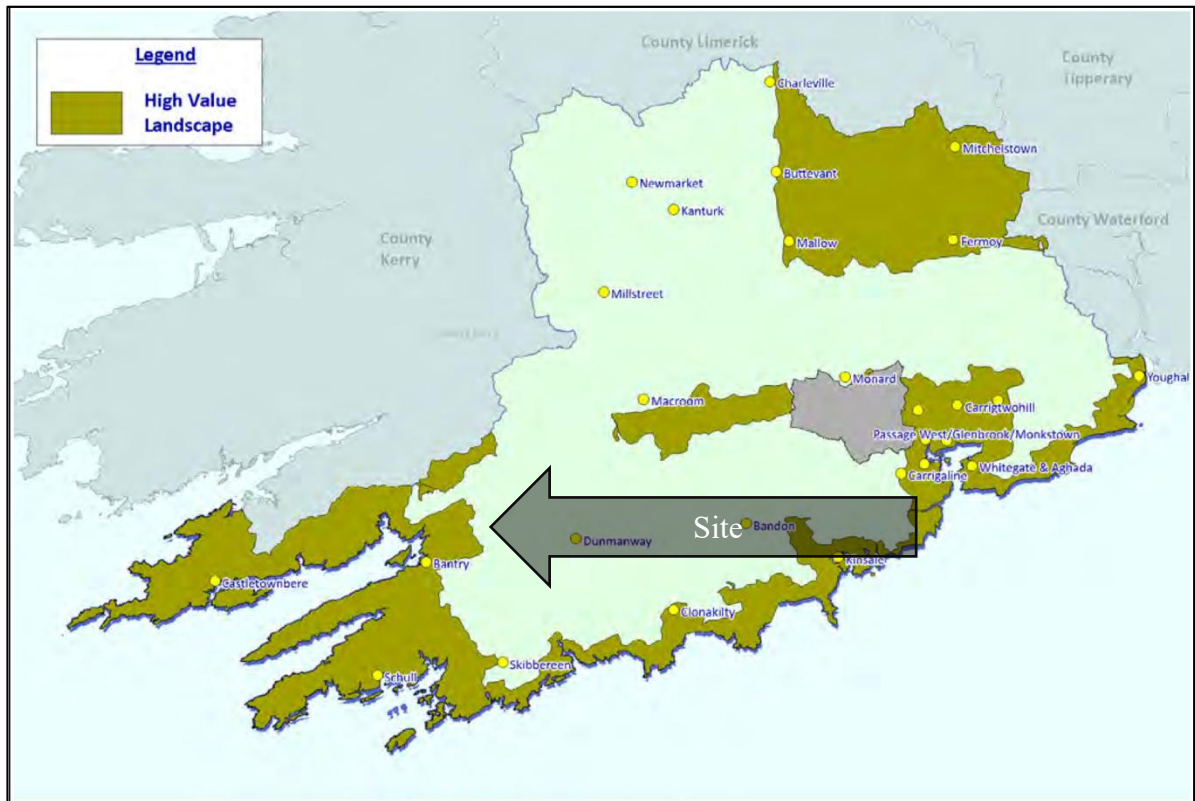 Legend
High Value
Landscape
County Limerick
County
Tipperary
Charleville
Mitchelstown
Buttevant
Newmarket
Kanturk
County Waterford
County
Kerry
Mallow
Fermoy
Millstreet
Monard
Youghal
Macroom
Carrigtwohill
Passage West/Glenbrook/Monkstown
Whitegate & Aghada
Carrigaline
Site
Bandon
Dunmanway
Kinsale
Bantry
Castletownbere
Clonakilty
Skibbereen
Schull